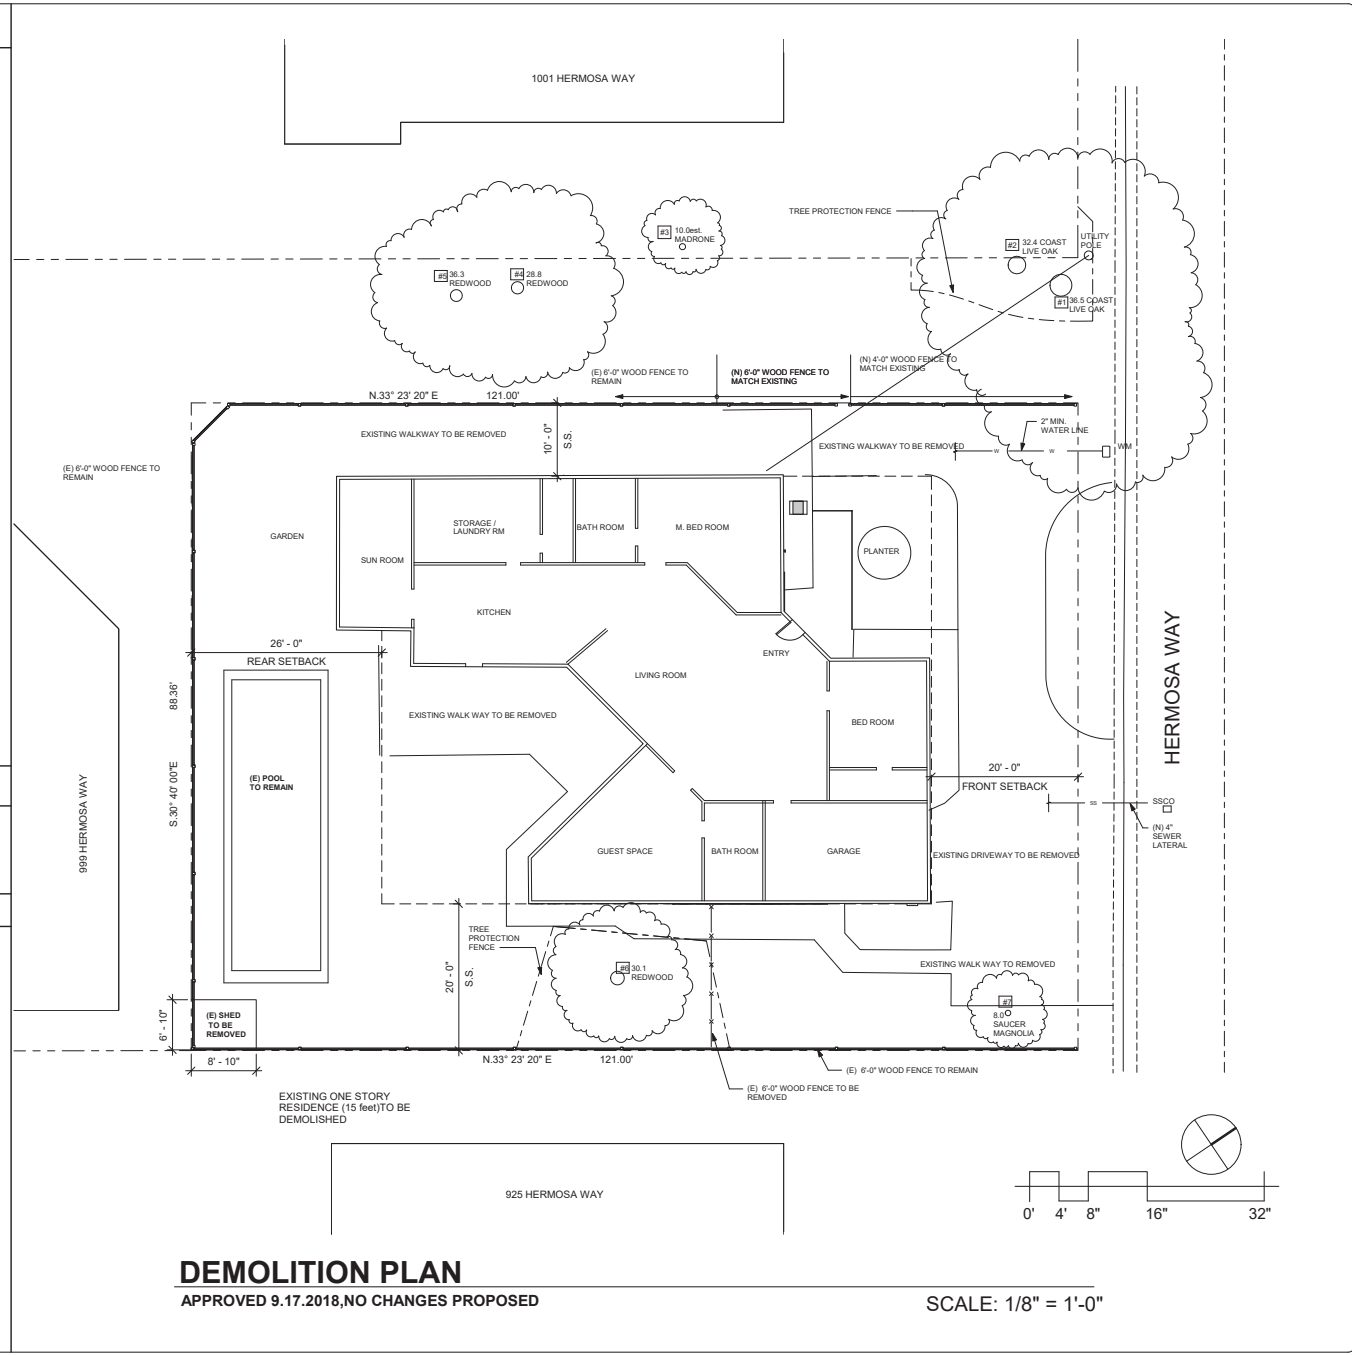 1001 HERMOSA WAY
TREE PROTECTION FENCE
#3
10.0est.
MADRONE
#2
32.4 COAST
LIVE OAK
UTILITY
POLE
#5
36.3
REDWOOD
#4
28.8
REDWOOD
#1
36.5 COAST
LIVE OAK
(E) 6'-0" WOOD FENCE TO
REMAIN
(N) 6'-0" WOOD FENCE TO
MATCH EXISTING
(N) 4'-0" WOOD FENCE TO
MATCH EXISTING
N.33° 23' 20" E
121.00'
EXISTING WALKWAY TO BE REMOVED
10' - 0"
S.S.
EXISTING WALKWAY TO BE REMOVED
2" MIN.
WATER LINE
W
W
WM
(E) 6'-0" WOOD FENCE TO
REMAIN
GARDEN
STORAGE /
LAUNDRY RM
BATH ROOM
M. BED ROOM
SUN ROOM
PLANTER
KITCHEN
26' - 0"
REAR SETBACK
ENTRY
LIVING ROOM
HERMOSA WAY
88.36'
S.30° 40' 00"E
EXISTING WALK WAY TO BE REMOVED
BED ROOM
(E) POOL
TO REMAIN
20' - 0"
FRONT SETBACK
999 HERMOSA WAY
SS
SSCO
(N) 4"
SEWER
LATERAL
GUEST SPACE
BATH ROOM
GARAGE
EXISTING DRIVEWAY TO BE REMOVED
TREE
PROTECTION
FENCE
20' - 0"
S.S.
#6
30.1
REDWOOD
EXISTING WALK WAY TO REMOVED
#7
8.0
SAUCER
MAGNOLIA
(E) SHED
TO BE
REMOVED
6' - 10"
8' - 10"
N.33° 23' 20" E
121.00'
(E) 6'-0" WOOD FENCE TO REMAIN
(E) 6'-0" WOOD FENCE TO BE
REMOVED
EXISTING ONE STORY
RESIDENCE (15 feet)TO BE
DEMOLISHED
925 HERMOSA WAY
0'
4'
8"
16"
32"
DEMOLITION PLAN
APPROVED 9.17.2018,NO CHANGES PROPOSED
SCALE: 1/8" = 1'-0"